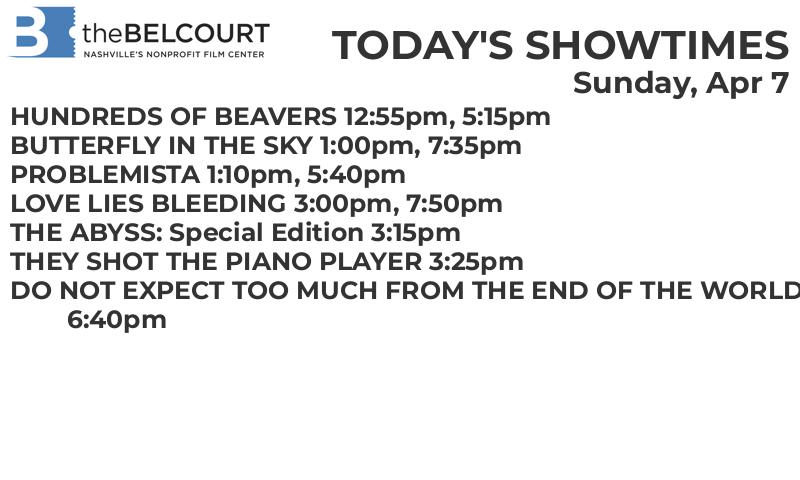 B theBELCOURT
NASHVILLE'S NONPROFIT FILM CENTER
TODAY'S SHOWTIMES
Sunday, Apr 7
HUNDREDS OF BEAVERS 12:55pm, 5:15pm
BUTTERFLY IN THE SKY 1:00pm, 7:35pm
PROBLEMISTA 1:10pm, 5:40pm
LOVE LIES BLEEDING 3:00pm, 7:50pm
THE ABYSS: Special Edition 3:15pm
THEY SHOT THE PIANO PLAYER 3:25pm
DO NOT EXPECT TOO MUCH FROM THE END OF THE WORLD
6:40pm